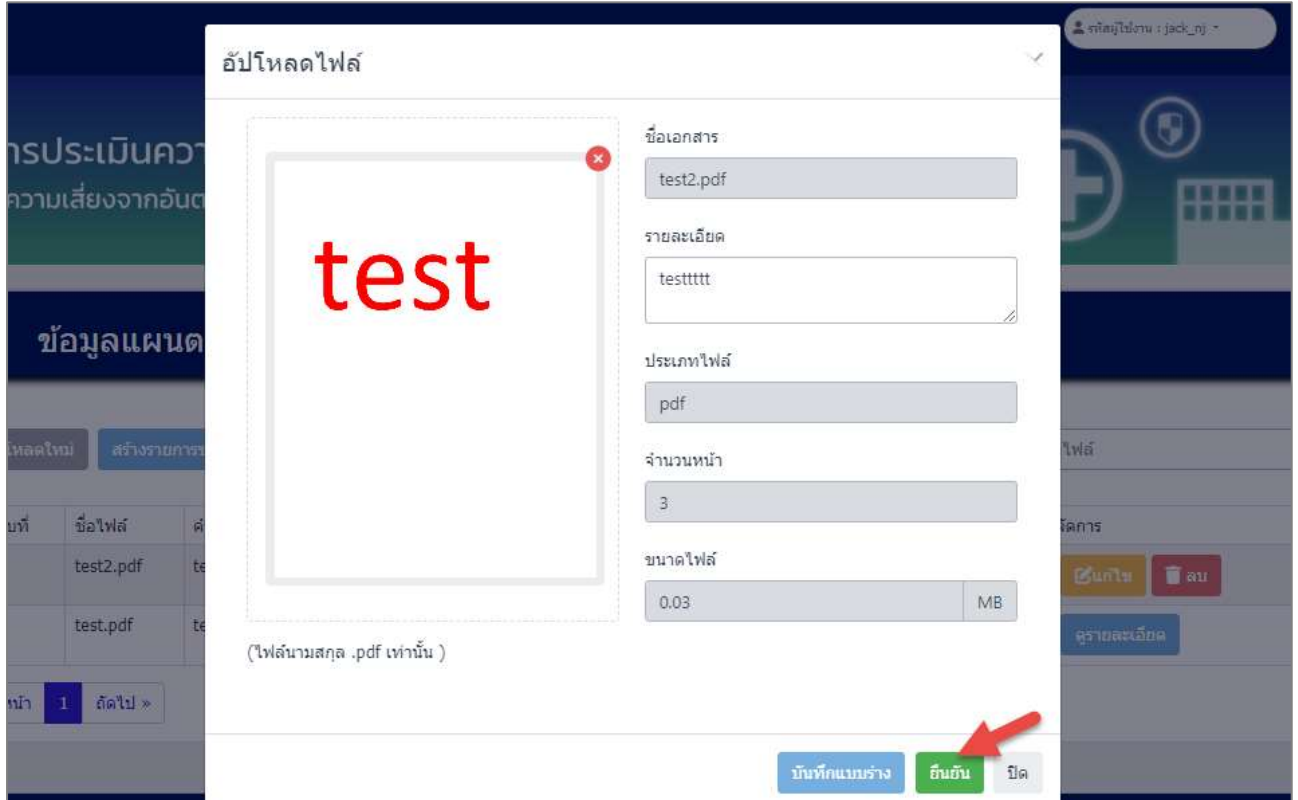 รหัสผู้ใช้งาน : jack_nj
อัปโหลดไฟล์
ารประเมินควา
ความเสี่ยงจากอันต
ชื่อเอกสาร
test2.pdf
test
รายละเอียด
testtttt
ข้อมูลแผนต
ประเภทไฟล์
pdf
โหลดใหม่
สร้างรายการ
ไฟล์
จำนวนหน้า
3
บที่
ชื่อไฟล์
จัดการ
test2.pdf
te
ขนาดไฟล์
0.03
MB
แก้ไข
ลบ
test.pdf
te
ดูรายละเอียด
(ไฟล์นามสกุล .pdf เท่านั้น )
หน้า
1
ถัดไป »
บันทึกแบบร่าง
ยืนยัน
ปิด